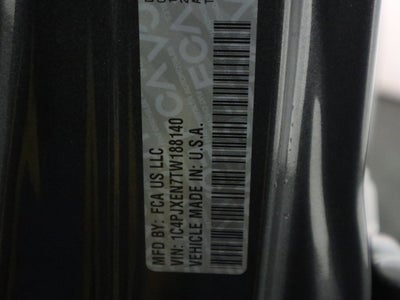 MFD BY: FCA US LLC
VIN: 1C4PJXEN7TW188140
VEHICLE MADE IN: U.S.A.